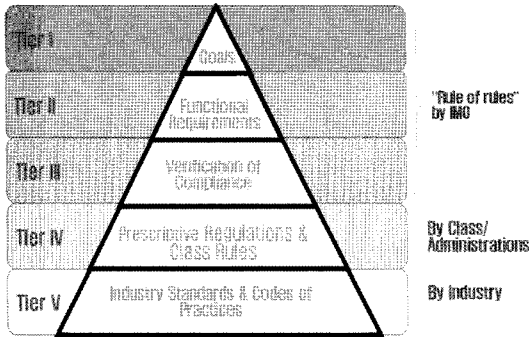 Tier I
Goals
Tier II
Functional
Requirements
"Rule of rules"
by IMO
Tier III
Verification of
Compliance
Tier IV
Prescriptive Regulations &
Class Rules
By Class/
Administrations
Tier V
Industry Standards & Codes of
Practices
By Industry